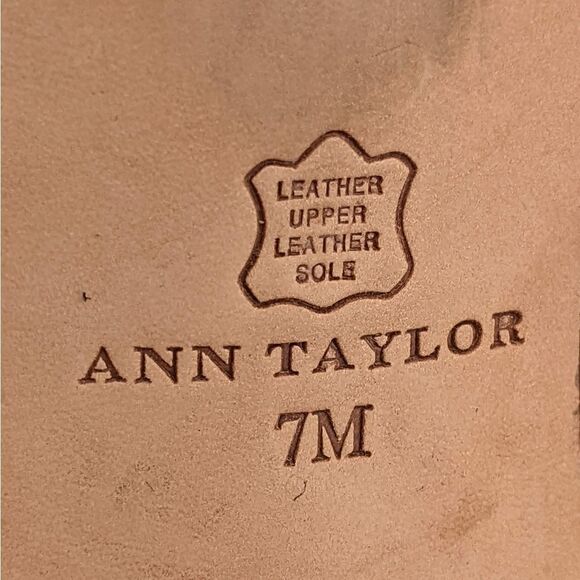 LEATHER
UPPER
LEATHER
SOLE
ANN TAYLOR
7M